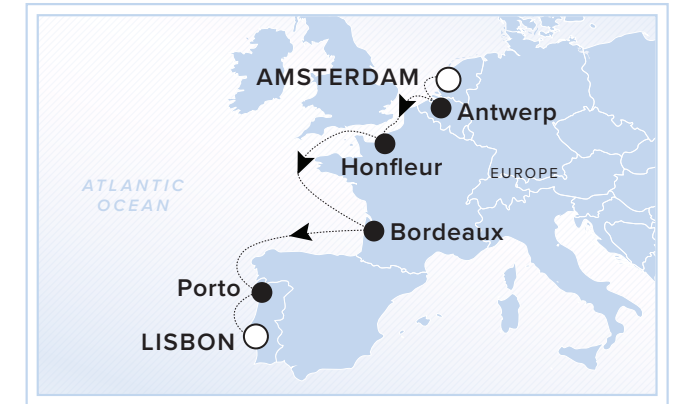 AMSTERDAM
Antwerp
Honfleur
EUROPE
ATLANTIC
OCEAN
Bordeaux
Porto
LISBON